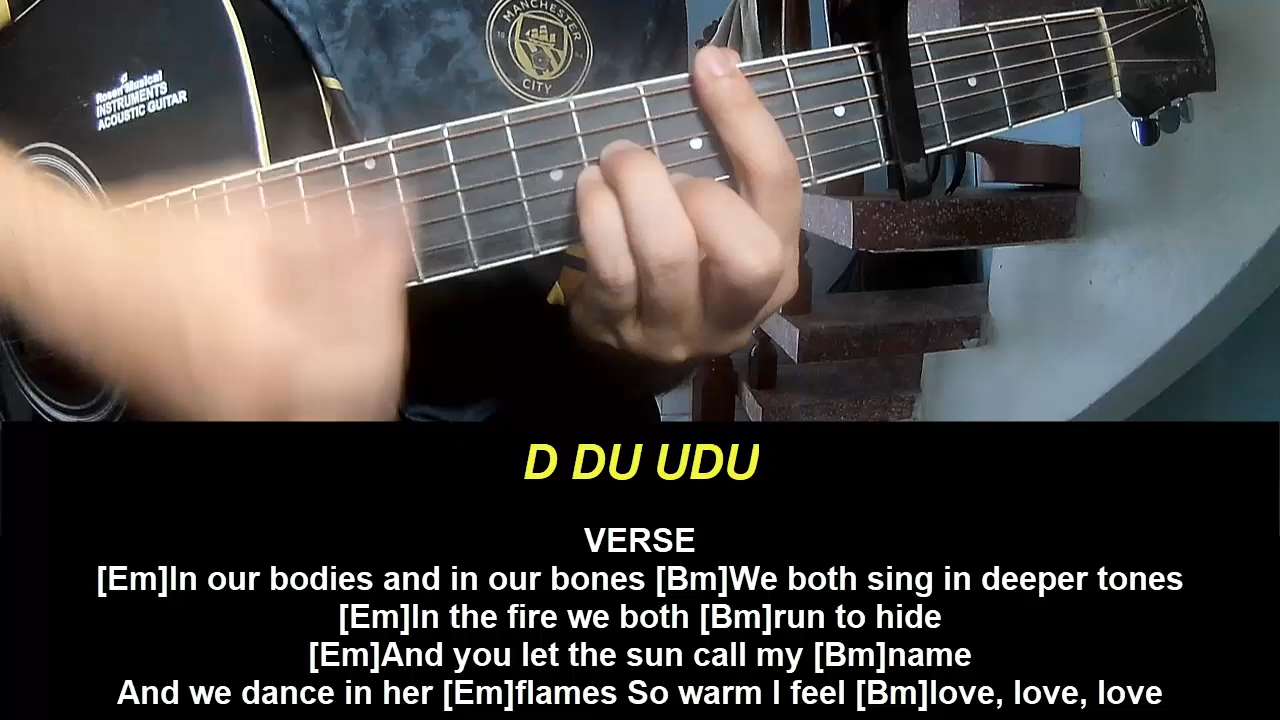 MANCHESTER
18
CITY
Rosen Musical
INSTRUMENTS
ACOUSTIC GUITAR
D DU UDU
VERSE
[Em]In our bodies and in our bones [Bm]We both sing in deeper tones
[Em]In the fire we both [Bm]run to hide
[Em]And you let the sun call my [Bm]name
And we dance in her [Em]flames So warm I feel [Bm]love, love, love